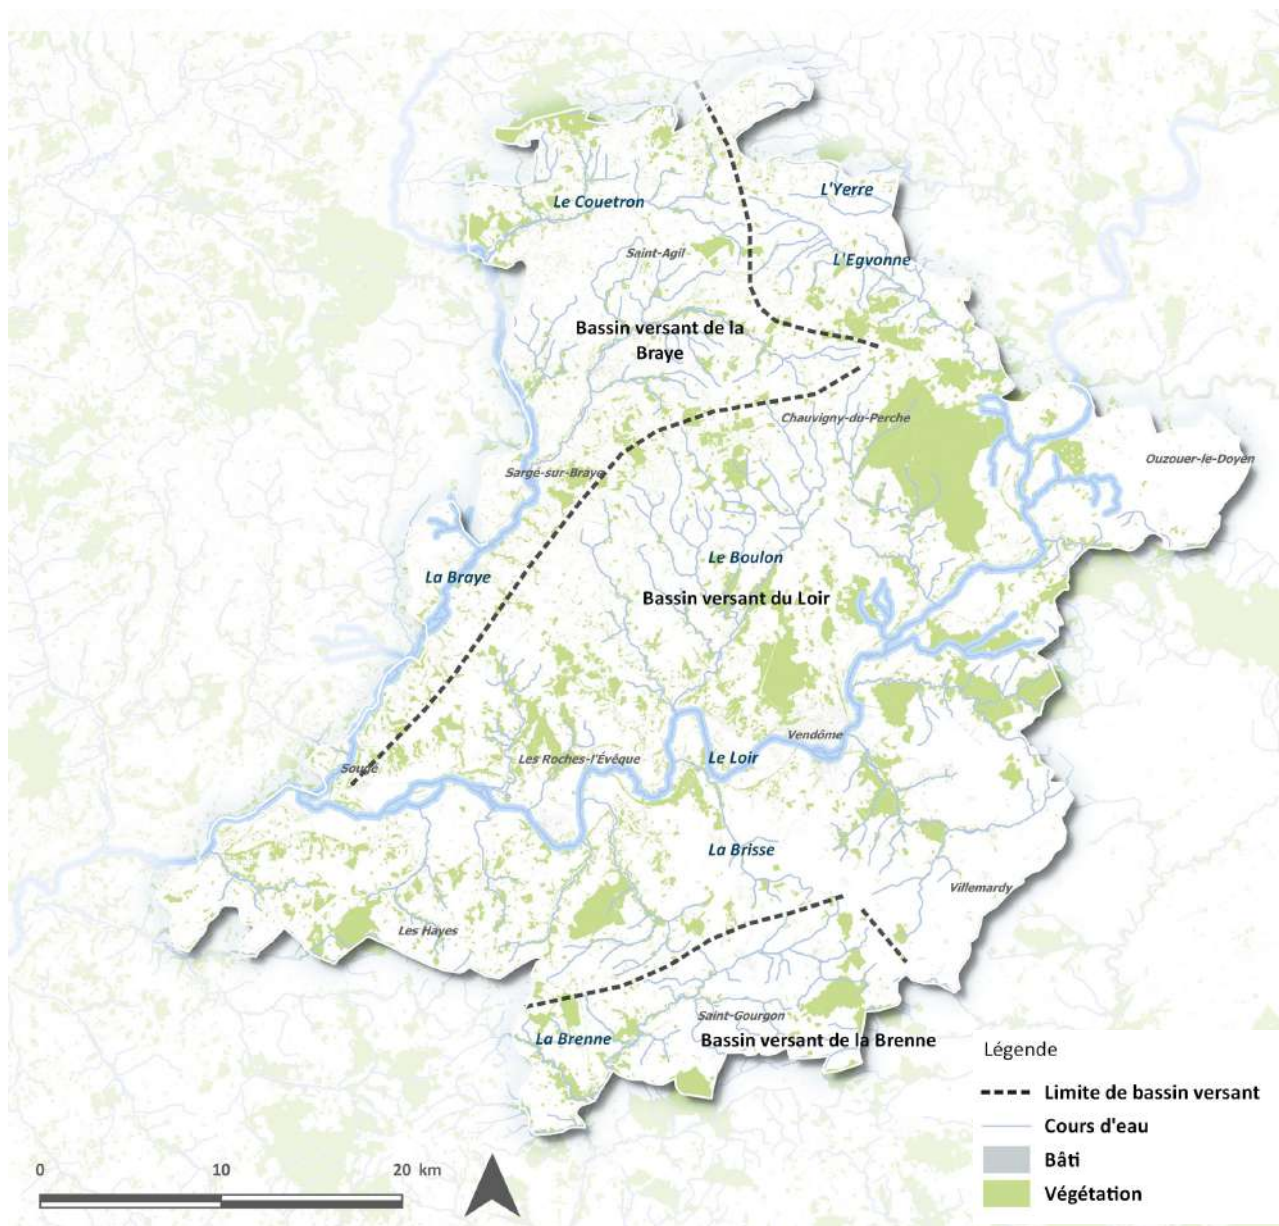 L'Yerre
Le Couetron
Saint-Agil
L'Egvonne
Bassin versant de la
Braye
Chauvigny-du-Perche
Ouzouer-le-Doyen
Sargé-sur-Braye
Le Boulon
La Braye
Bassin versant du Loir
Vendôme
Les Roches-l'Évêque
Le Loir
Sougé
La Brisse
Villemardy
Les Hayes
Saint-Gourgon
La Brenne
Bassin versant de la Brenne
Légende
Limite de bassin versant
Cours d'eau
Bâti
Végétation
0 10 20 km